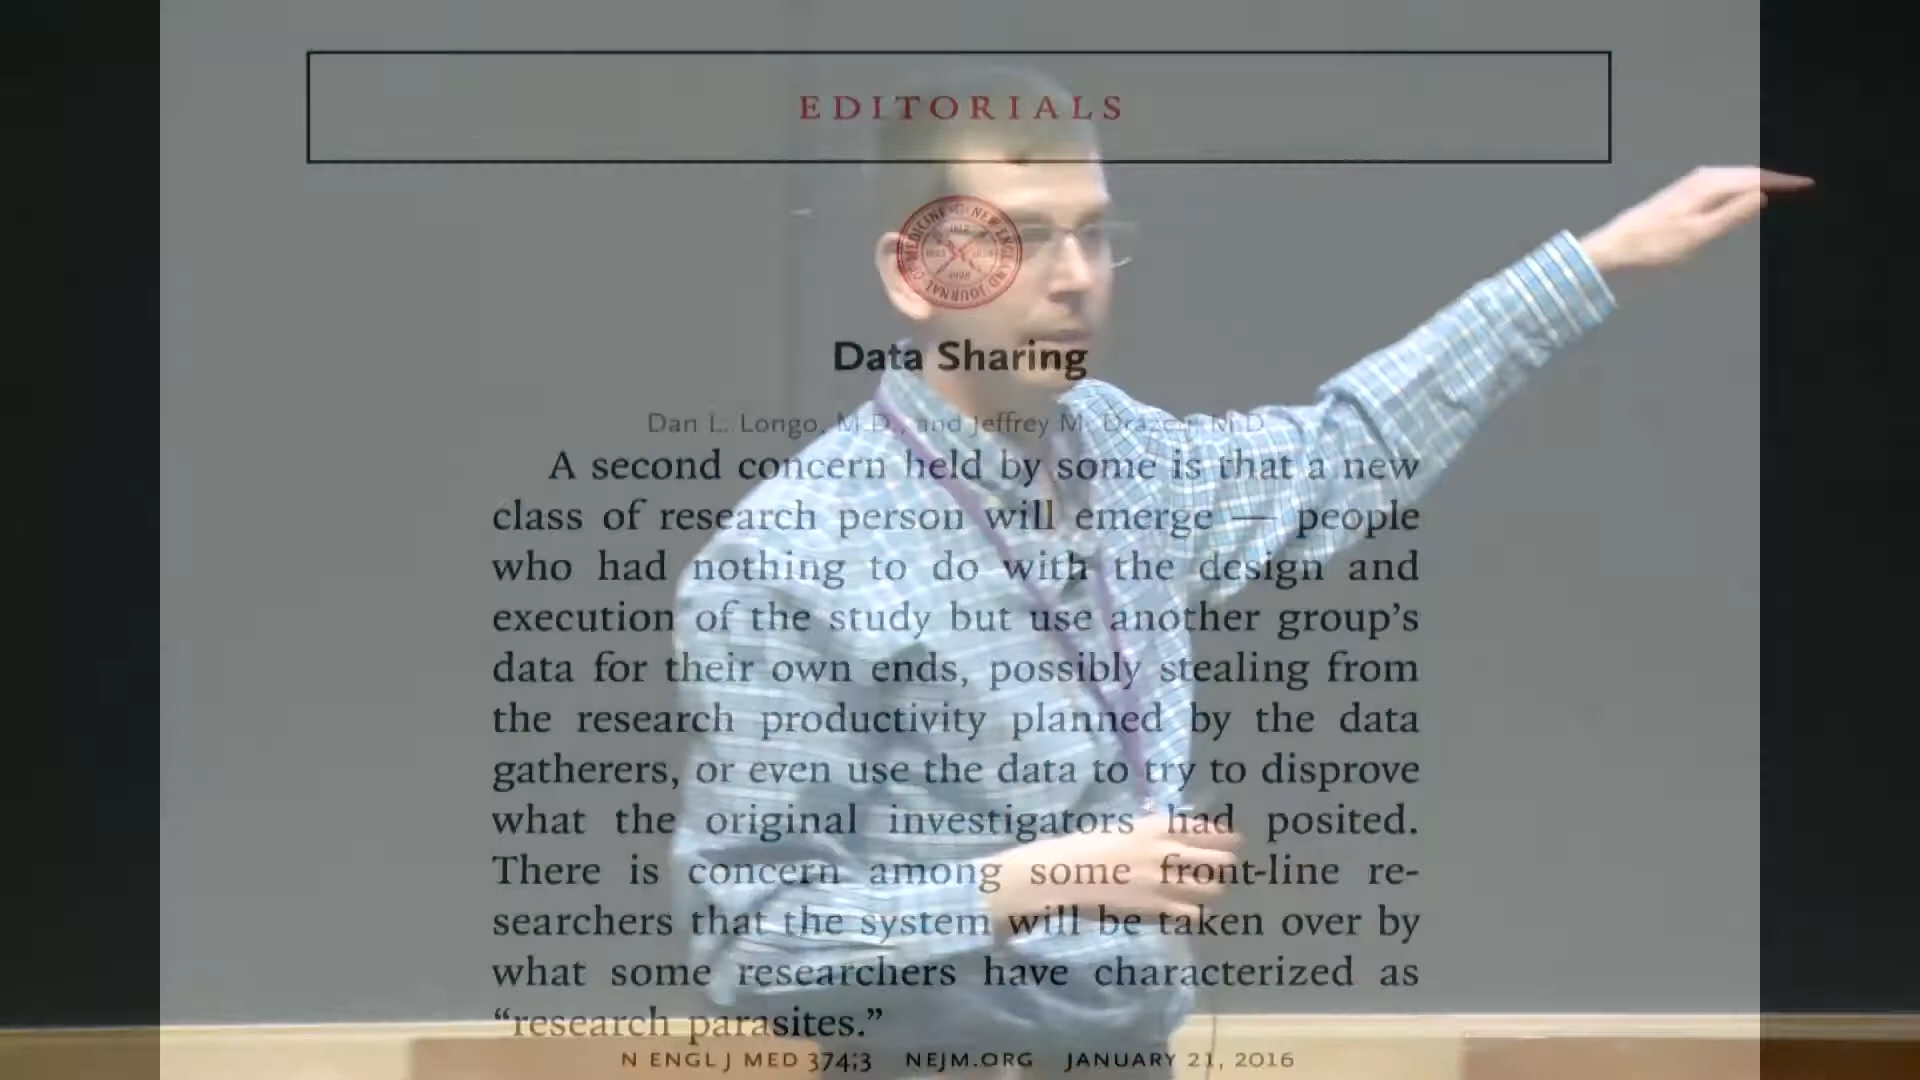 EDITORIALS
Data Sharing
Dan L. Longo, M.D., and Jeffrey M. Drazen, M.D.
A second concern held by some is that a new
class of research person will emerge — people
who had nothing to do with the design and
execution of the study but use another group’s
data for their own ends, possibly stealing from
the research productivity planned by the data
gatherers, or even use the data to try to disprove
what the original investigators had posited.
There is concern among some front-line re-
searchers that the system will be taken over by
what some researchers have characterized as
“research parasites.”
N ENGL J MED 374;3 NEJM.ORG JANUARY 21, 2016